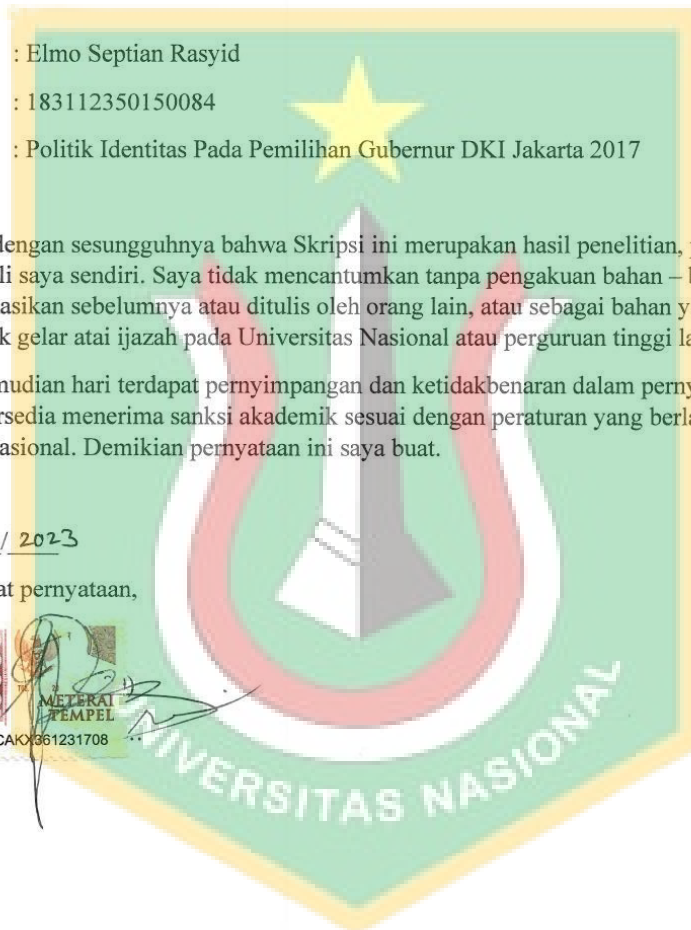 : Elmo Septian Rasyid
: 183112350150084
: Politik Identitas Pada Pemilihan Gubernur DKI Jakarta 2017
dengan sesungguhnya bahwa Skripsi ini merupakan hasil penelitian,
li saya sendiri. Saya tidak mencantumkan tanpa pengakuan bahan –
asikan sebelumnya atau ditulis oleh orang lain, atau sebagai bahan y
k gelar atai ijazah pada Universitas Nasional atau perguruan tinggi la
mudian hari terdapat pernyimpangan dan ketidakbenaran dalam perny
rsedia menerima sanksi akademik sesuai dengan peraturan yang berla
asional. Demikian pernyataan ini saya buat.
/ 2023
at pernyataan,
METERAI
TEMPEL
CAKX361231708
UNIVERSITAS NASIONAL